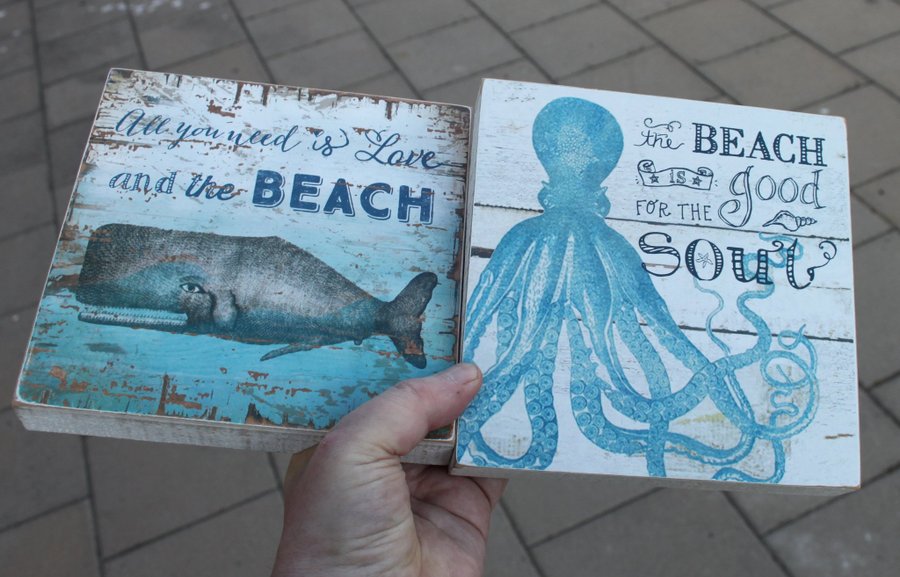 All you need is Love
and the BEACH
the BEACH
IS good
FOR THE
SOUL